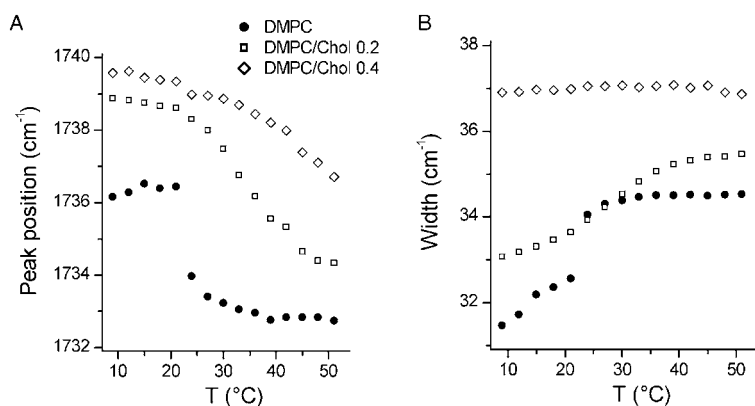 A
DMPC
DMPC/Chol 0.2
DMPC/Chol 0.4
1740
1738
1736
1734
1732
Peak position (cm-1)
10 20 30 40 50
T (°C)
B
38
37
36
34
32
Width (cm-1)
10 20 30 40 50
T (°C)